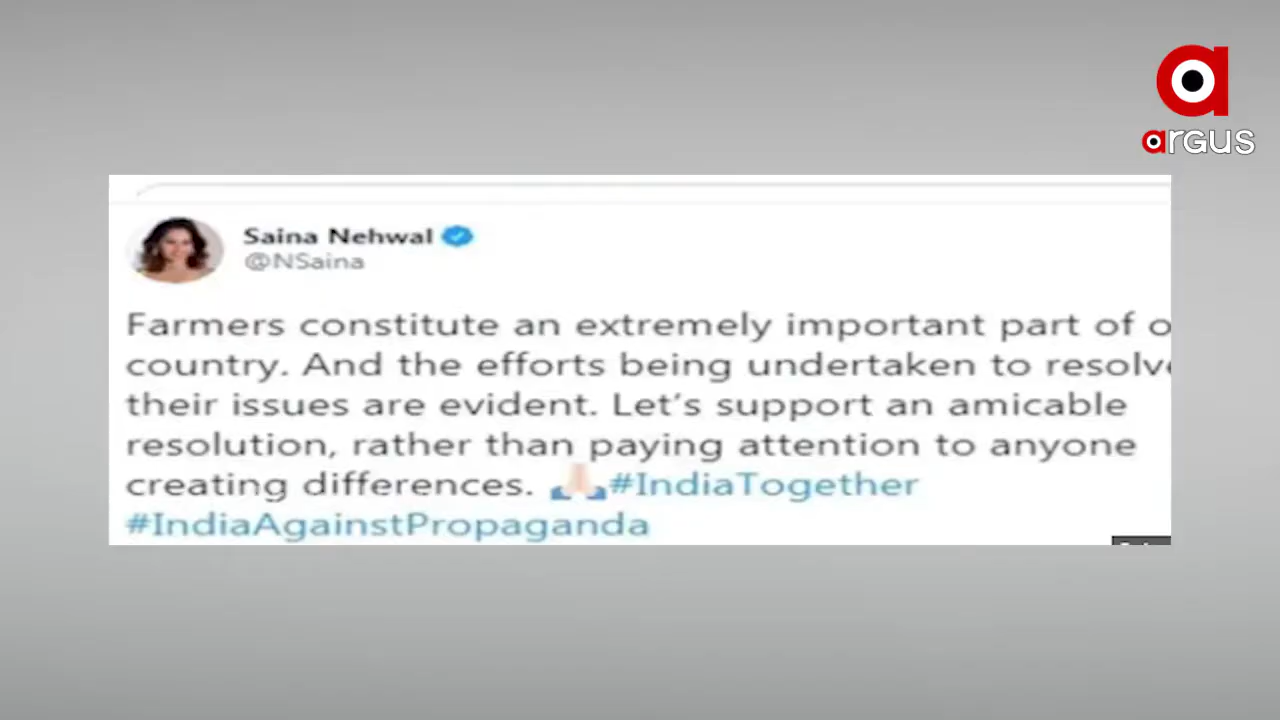 argus
Saina Nehwal
@NSaina
Farmers constitute an extremely important part of o
country. And the efforts being undertaken to resolve
their issues are evident. Let's support an amicable
resolution, rather than paying attention to anyone
creating differences. 🙏🏻#IndiaTogether
#IndiaAgainstPropaganda